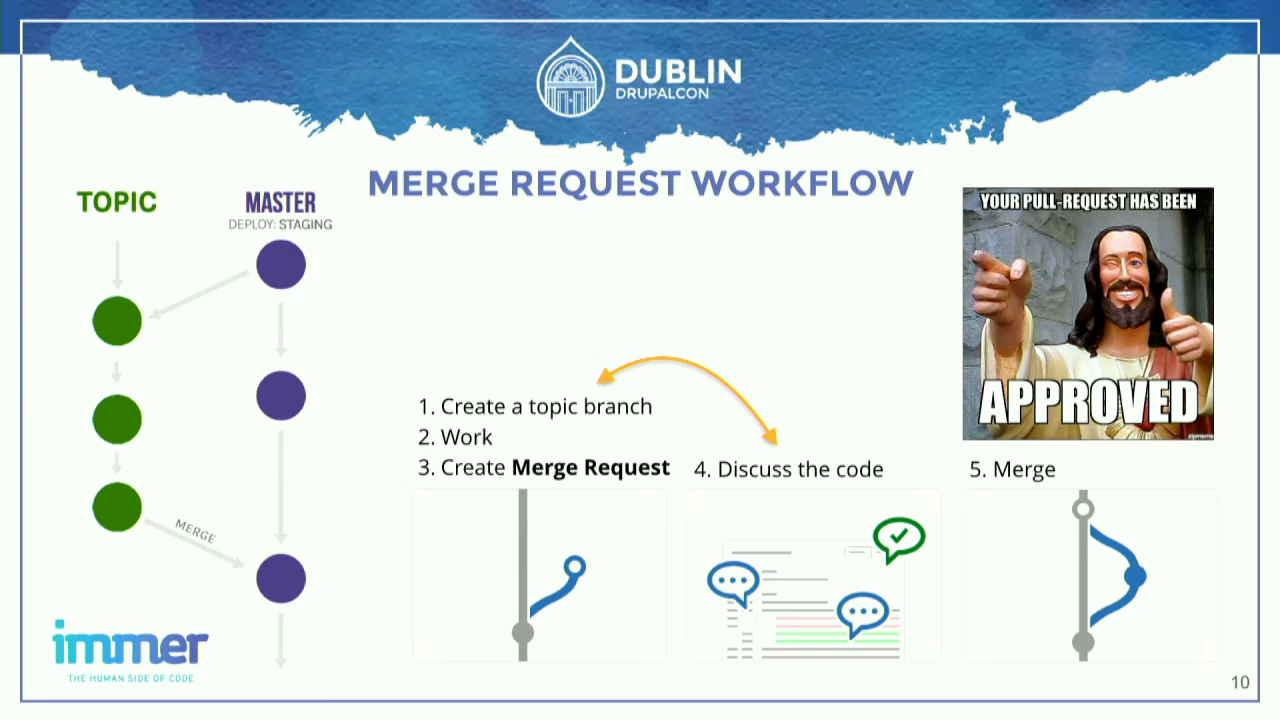 DUBLIN
DRUPALCON
MERGE REQUEST WORKFLOW
TOPIC
MASTER
DEPLOY: STAGING
MERGE
YOUR PULL-REQUEST HAS BEEN
APPROVED
1. Create a topic branch
2. Work
3. Create Merge Request
4. Discuss the code
5. Merge
immer
THE HUMAN SIDE OF CODE
10